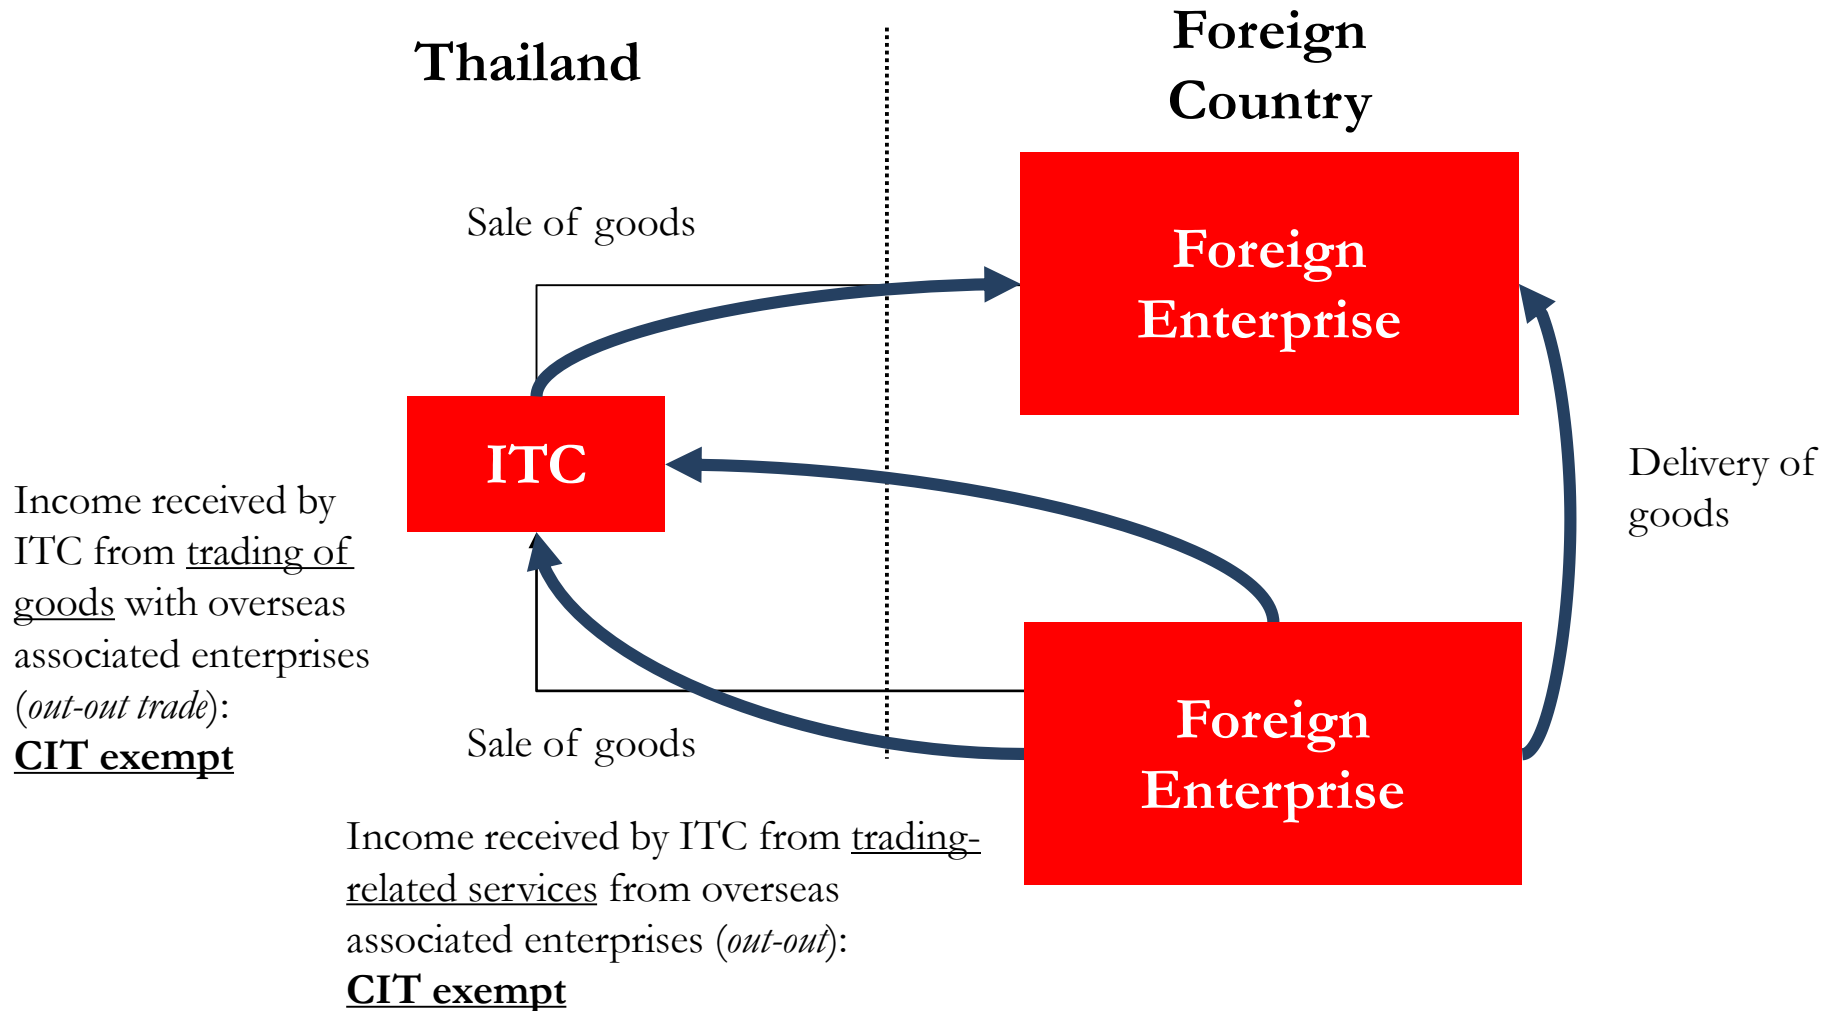 Thailand
Foreign
Country
Sale of goods
Foreign
Enterprise
ITC
Delivery of
goods
Income received by
ITC from trading of
goods with overseas
associated enterprises
(out-out trade):
CIT exempt
Sale of goods
Foreign
Enterprise
Income received by ITC from trading-
related services from overseas
associated enterprises (out-out):
CIT exempt